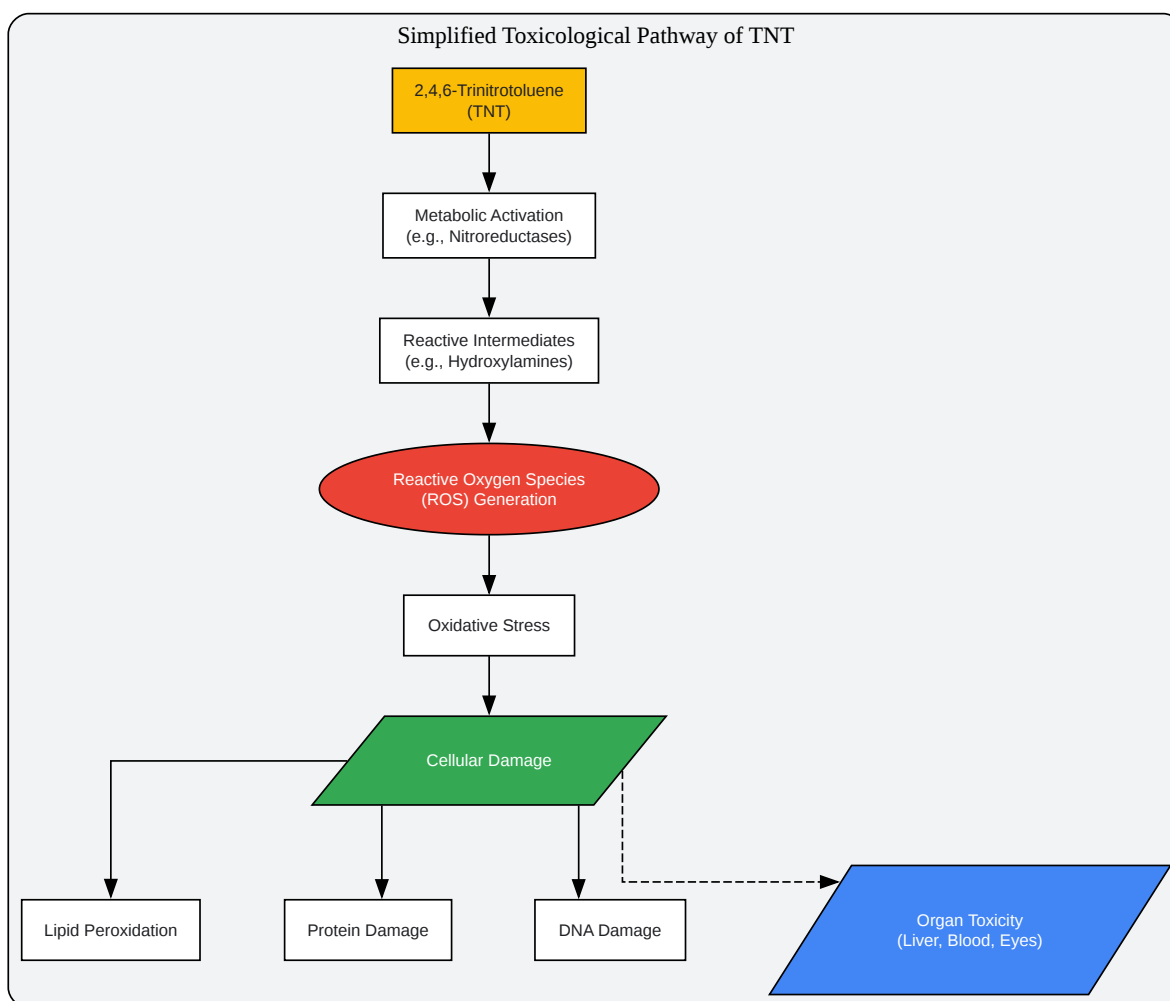 Simplified Toxicological Pathway of TNT
2,4,6-Trinitrotoluene
(TNT)
Metabolic Activation
(e.g., Nitroreductases)
Reactive Intermediates
(e.g., Hydroxylamines)
Reactive Oxygen Species
(ROS) Generation
Oxidative Stress
Cellular Damage
Lipid Peroxidation
Protein Damage
DNA Damage
Organ Toxicity
(Liver, Blood, Eyes)